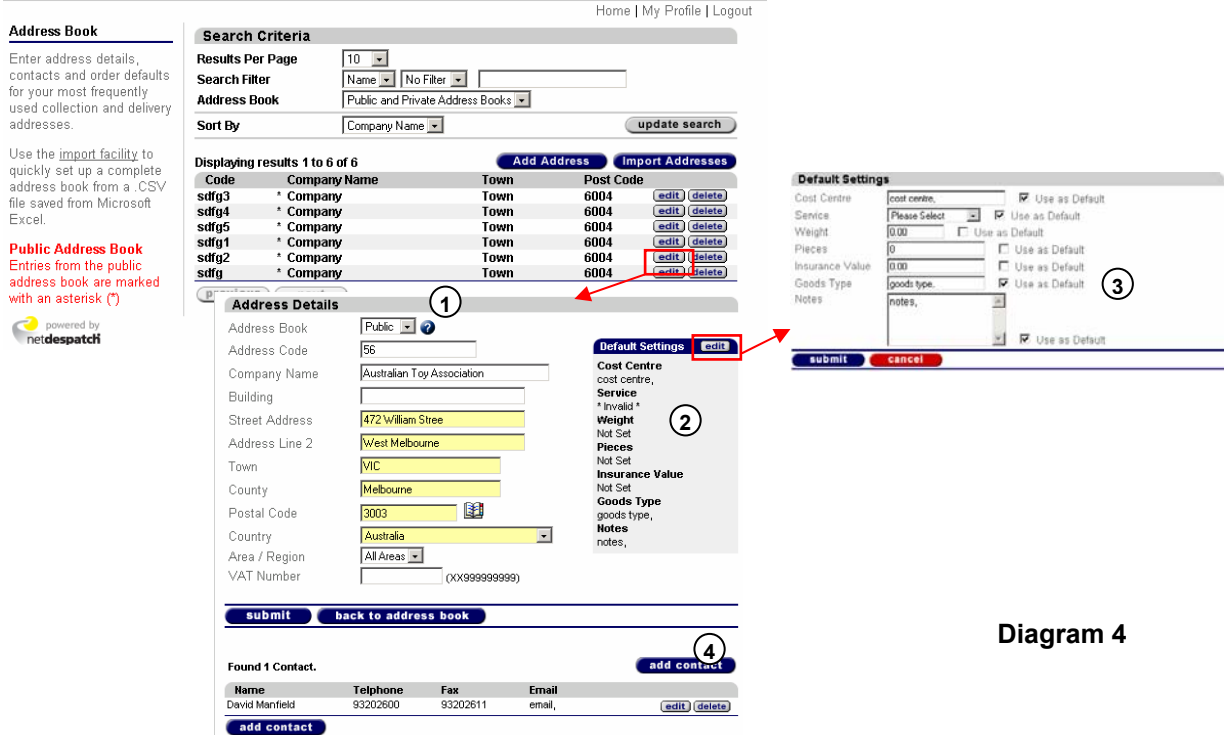 Home | My Profile | Logout
Address Book
Enter address details,
contacts and order defaults
for your most frequently
used collection and delivery
addresses.
Use the import facility to
quickly set up a complete
address book from a .CSV
file saved from Microsoft
Excel.
Public Address Book
Entries from the public
address book are marked
with an asterisk (*)
powered by
netdespatch
Search Criteria
Results Per Page 10
Search Filter Name No Filter
Address Book Public and Private Address Books
Sort By Company Name update search
Displaying results 1 to 6 of 6 Add Address Import Addresses
Code Company Name Town Post Code
sdfg3 * Company Town 6004 edit delete
sdfg4 * Company Town 6004 edit delete
sdfg5 * Company Town 6004 edit delete
sdfg1 * Company Town 6004 edit delete
sdfg2 * Company Town 6004 edit delete
sdfg * Company Town 6004 edit delete
Address Details 1
Address Book Public ?
Address Code 56
Company Name Australian Toy Association
Building
Street Address 472 William Stree
Address Line 2 West Melbourne
Town VIC
County Melbourne
Postal Code 3003
Country Australia
Area / Region All Areas
VAT Number (XX999999999)
submit back to address book
Default Settings edit
Cost Centre
cost centre,
Service
* Invalid *
Weight
Not Set
Pieces
Not Set
Insurance Value
Not Set
Goods Type
goods type,
Notes
notes,
2
4
Found 1 Contact. add contact
Name Telphone Fax Email
David Manfield 93202600 93202611 email, edit delete
add contact
Default Settings
Cost Centre cost centre, Use as Default
Service Please Select Use as Default
Weight 0.00 Use as Default
Pieces 0 Use as Default
Insurance Value 0.00 Use as Default
Goods Type goods type, Use as Default
Notes notes, Use as Default
3
submit cancel
Diagram 4